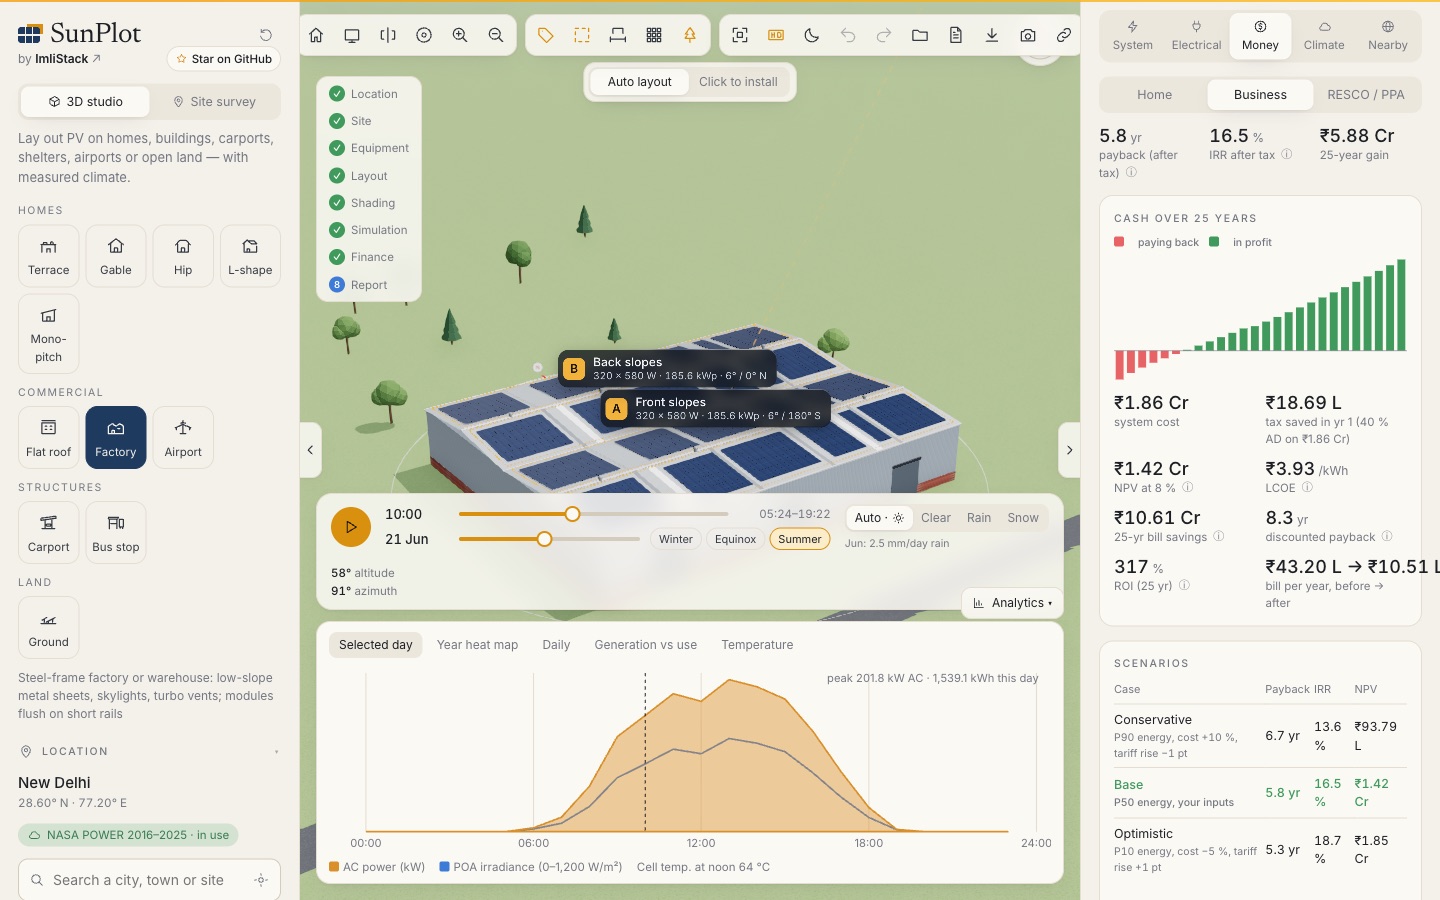 SunPlot
by ImliStack ↗
Star on GitHub
3D studio
Site survey
Lay out PV on homes, buildings, carports,
shelters, airports or open land — with
measured climate.
HOMES
Terrace
Gable
Hip
L-shape
Mono-
pitch
COMMERCIAL
Flat roof
Factory
Airport
STRUCTURES
Carport
Bus stop
LAND
Ground
Steel-frame factory or warehouse: low-slope
metal sheets, skylights, turbo vents; modules
flush on short rails
LOCATION
New Delhi
28.60° N · 77.20° E
NASA POWER 2016–2025 · in use
Search a city, town or site
HD
Auto layout
Click to install
Location
Site
Equipment
Layout
Shading
Simulation
Finance
8 Report
B Back slopes
320 × 580 W · 185.6 kWp · 6° / 0° N
A Front slopes
320 × 580 W · 185.6 kWp · 6° / 180° S
10:00
05:24–19:22
21 Jun
Winter
Equinox
Summer
Auto ·
Clear
Rain
Snow
Jun: 2.5 mm/day rain
58° altitude
91° azimuth
Analytics
Selected day
Year heat map
Daily
Generation vs use
Temperature
peak 201.8 kW AC · 1,539.1 kWh this day
00:00
06:00
12:00
18:00
24:00
AC power (kW)
POA irradiance (0–1,200 W/m²)
Cell temp. at noon 64 °C
System
Electrical
Money
Climate
Nearby
Home
Business
RESCO / PPA
5.8 yr
payback (after
tax)
16.5 %
IRR after tax
₹5.88 Cr
25-year gain
CASH OVER 25 YEARS
paying back
in profit
₹1.86 Cr
system cost
₹18.69 L
tax saved in yr 1 (40 %
AD on ₹1.86 Cr)
₹1.42 Cr
NPV at 8 %
₹3.93 /kWh
LCOE
₹10.61 Cr
25-yr bill savings
8.3 yr
discounted payback
317 %
ROI (25 yr)
₹43.20 L → ₹10.51 L
bill per year, before →
after
SCENARIOS
Case
Payback
IRR
NPV
Conservative
P90 energy, cost +10 %,
tariff rise −1 pt
6.7 yr
13.6
%
₹93.79
L
Base
P50 energy, your inputs
5.8 yr
16.5
%
₹1.42
Cr
Optimistic
P10 energy, cost −5 %, tariff
rise +1 pt
5.3 yr
18.7
%
₹1.85
Cr